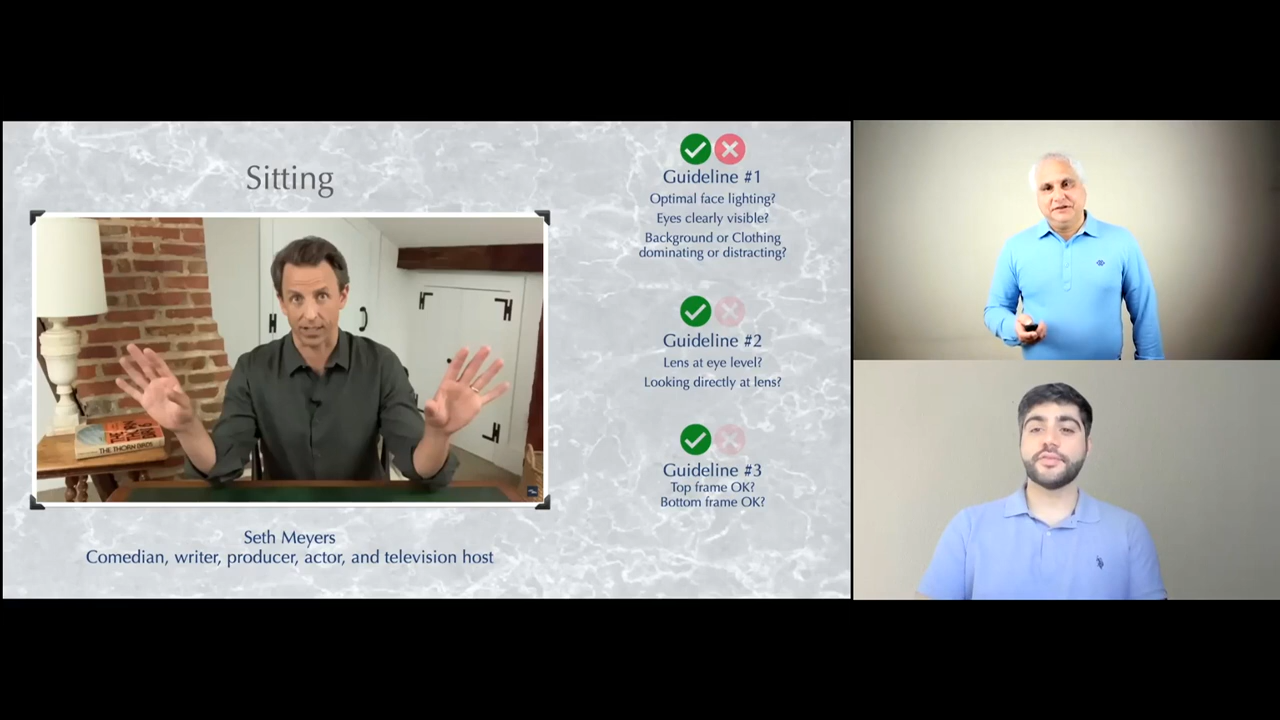 Sitting
THE THORN BIRDS
Seth Meyers
Comedian, writer, producer, actor, and television host
Guideline #1
Optimal face lighting?
Eyes clearly visible?
Background or Clothing
dominating or distracting?
Guideline #2
Lens at eye level?
Looking directly at lens?
Guideline #3
Top frame OK?
Bottom frame OK?